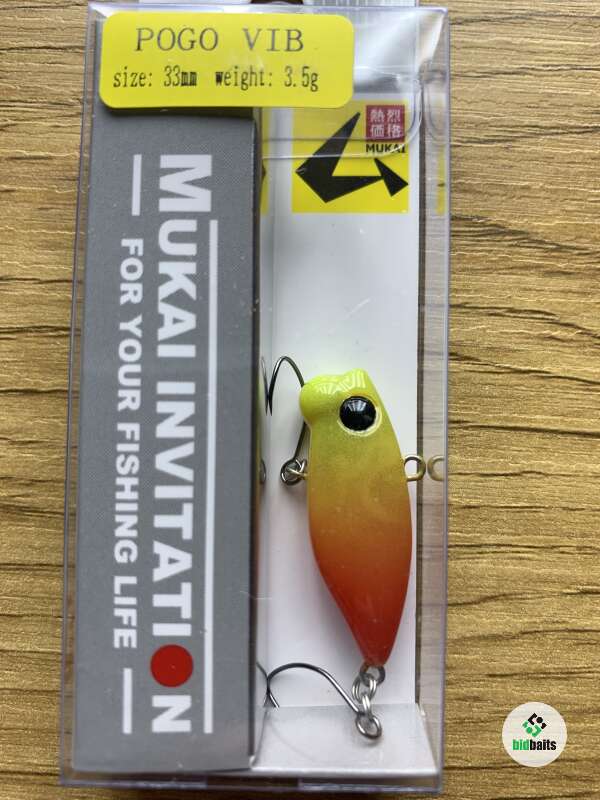 POGO VIB
size: 33mm weight: 3.5g
熱烈
価格
MUKAI
MUKAI INVITATION
FOR YOUR FISHING LIFE
bidbaits